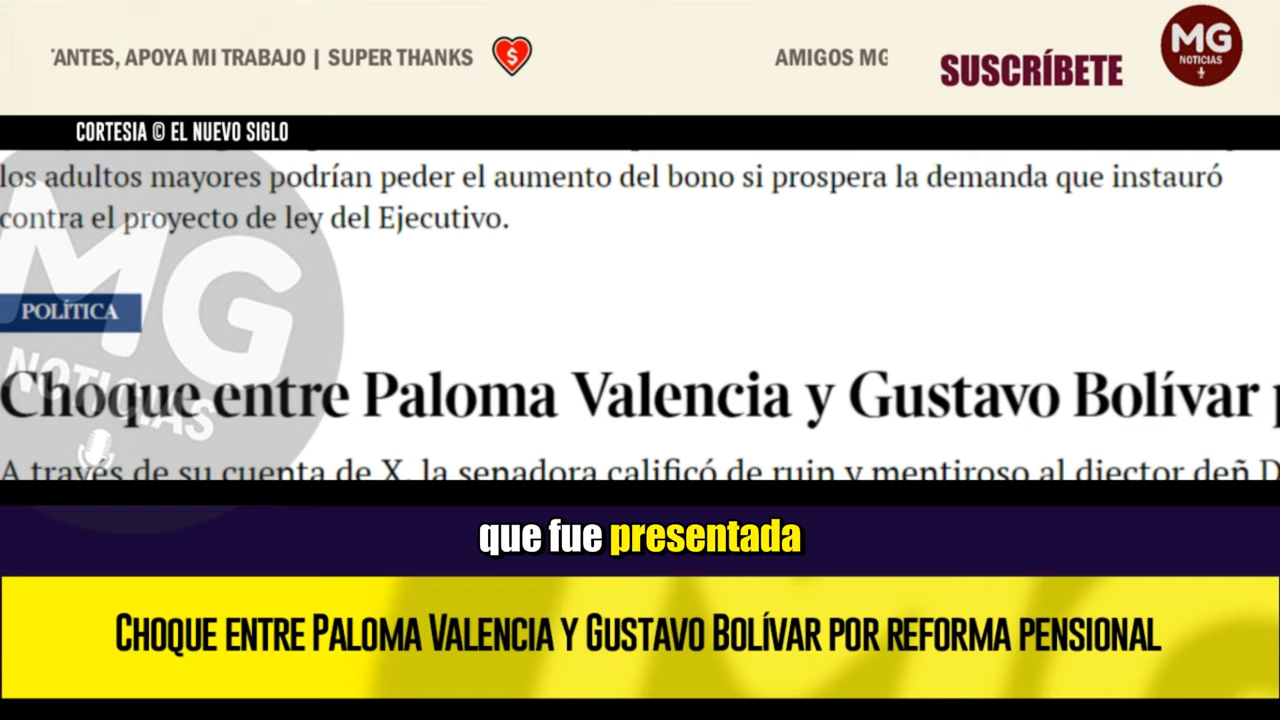 'ANTES, APOYA MI TRABAJO | SUPER THANKS
AMIGOS MG
SUSCRÍBETE
MG
NOTICIAS
CORTESIA © EL NUEVO SIGLO
los adultos mayores podrían peder el aumento del bono si prospera la demanda que instauró
contra el proyecto de ley del Ejecutivo.
MG
NOTICIAS
POLÍTICA
Choque entre Paloma Valencia y Gustavo Bolívar p
A través de su cuenta de X, la senadora calificó de ruin y mentiroso al diector deñ D
que fue presentada
CHOQUE ENTRE PALOMA VALENCIA Y GUSTAVO BOLÍVAR POR REFORMA PENSIONAL